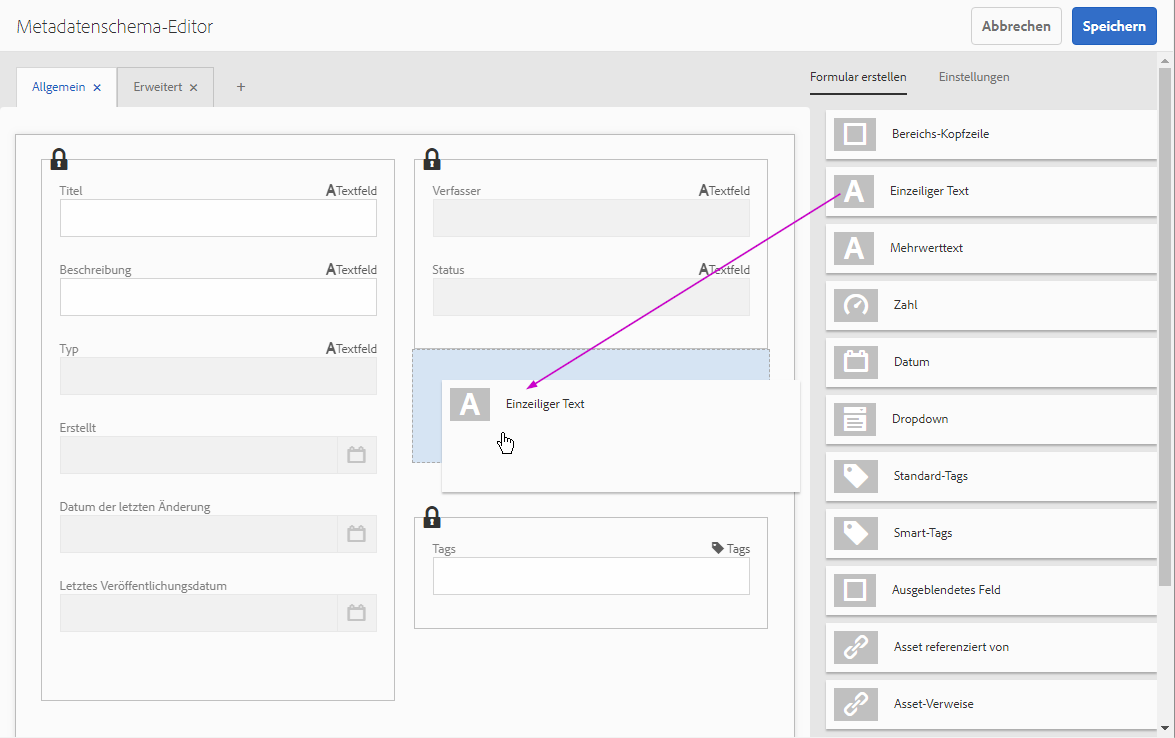 Metadatenschema-Editor
Abbrechen
Speichern
Allgemein ×
Erweitert ×
+
Formular erstellen
Einstellungen
Titel
ATextfeld
Beschreibung
ATextfeld
Typ
ATextfeld
Erstellt
Datum der letzten Änderung
Letztes Veröffentlichungsdatum
Verfasser
ATextfeld
Status
ATextfeld
A Einzeiliger Text
Tags
Tags
Bereichs-Kopfzeile
A Einzeiliger Text
A Mehrwerttext
Zahl
Datum
Dropdown
Standard-Tags
Smart-Tags
Ausgeblendetes Feld
Asset referenziert von
Asset-Verweise